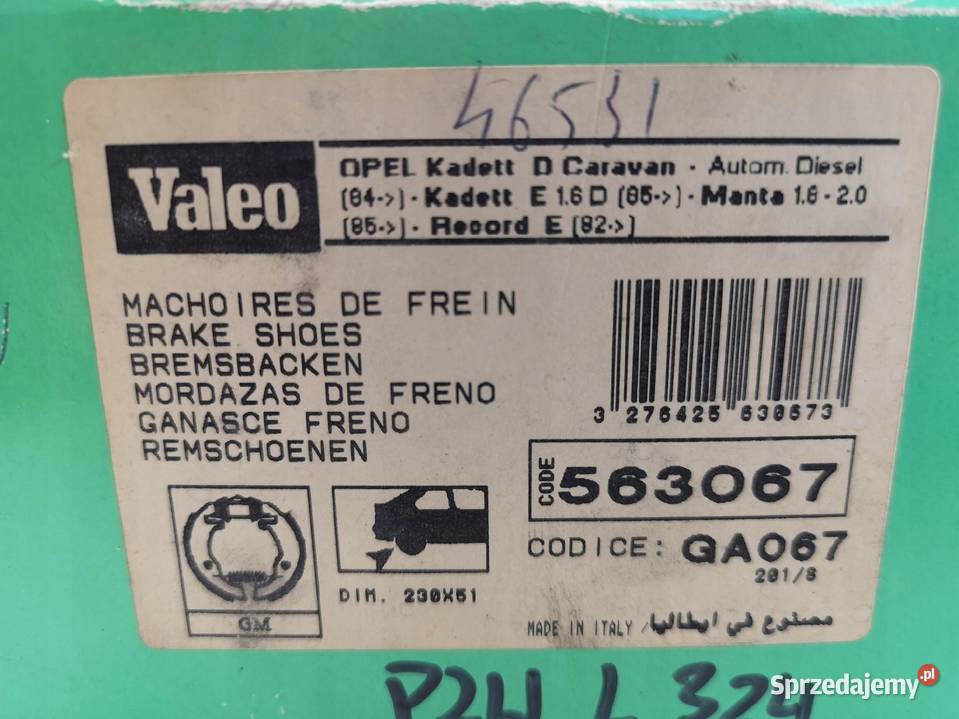 46531
Valeo
OPEL Kadett D Caravan · Autom. Diesel
(84->) · Kadett E 1.6 D (85->) · Manta 1.8 - 2.0
(85->) · Record E (82->)
MACHOIRES DE FREIN
BRAKE SHOES
BREMSBACKEN
MORDAZAS DE FRENO
GANASCE FRENO
REMSCHOENEN
3 276425 630673
CODE 563067
CODICE: GA067
201/8
GM
DIM. 230X51
MADE IN ITALY / مصنوع في ايطاليا
L 324
Sprzedajemy.pl